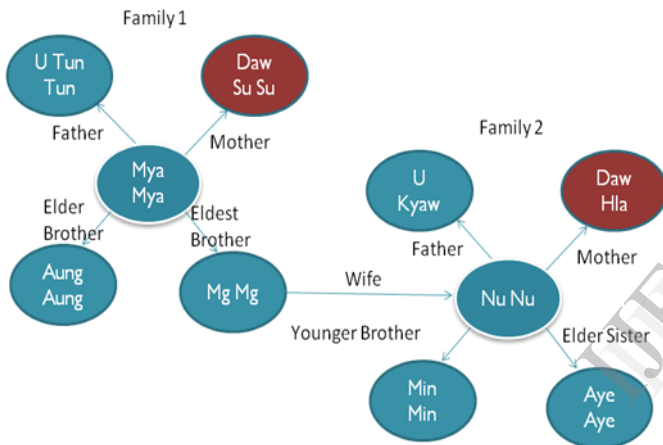 Family 1
U Tun
Tun
Daw
Su Su
Father
Mother
Mya
Mya
Elder
Brother
Eldest
Brother
Aung
Aung
Mg Mg
Wife
Family 2
U
Kyaw
Daw
Hla
Father
Mother
Nu Nu
Younger Brother
Elder Sister
Min
Min
Aye
Aye